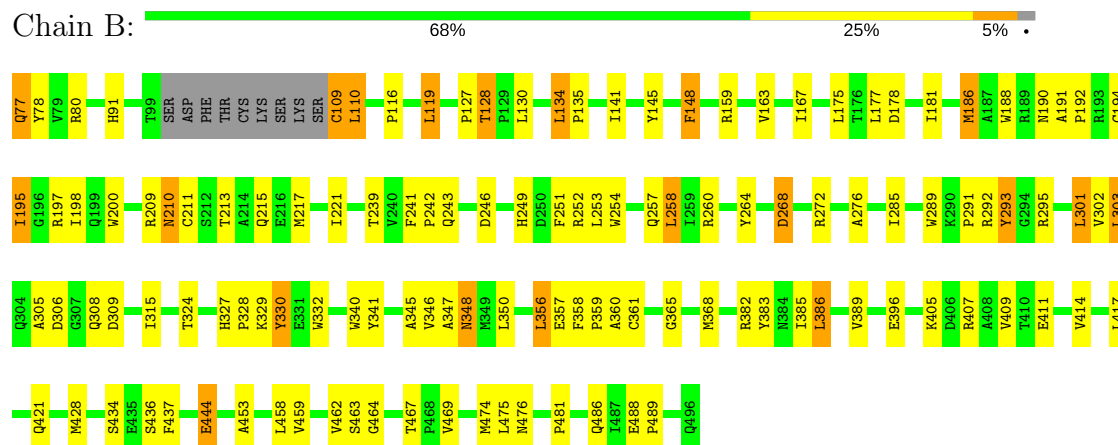 Chain B:
68% 25% 5% •
Q77 Y78 V79 R80 H91 T99 SER ASP PHE THR CYS LYS SER LYS SER C109 L110 P116 L119 P127 T128 P129 L130 L134 P135 I141 Y145 F148 R159 V163 I167 L175 T176 L177 D178 I181 M186 A187 W188 R189 N190 A191 P192 R193
I195 G196 R197 I198 Q199 W200 R209 N210 C211 S212 T213 A214 Q215 E216 M217 I221 T239 V240 F241 P242 Q243 D246 H249 D250 F251 R252 L253 W254 Q257 L258 I259 R260 Y264 D268 R272 A276 I285 W289 K290 P291 R292 Y293 G294 R295 L301 V302
Q304 A305 D306 G307 Q308 D309 I315 T324 H327 P328 K329 Y330 E331 W332 W340 Y341 A345 V346 A347 N348 M349 L350 L356 E357 F358 P359 A360 C361 G365 M368 R382 Y383 N384 I385 L386 V389 E396 K405 D406 R407 A408 V409 T410 E411 V414
Q421 M428 S434 E435 S436 F437 E444 A453 L458 V459 V462 S463 G464 T467 P468 V469 M474 L475 N476 P481 Q486 I487 E488 P489 Q496